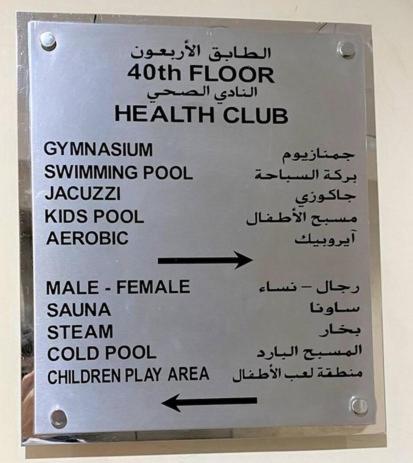 الطابق الأربعون
40th FLOOR
النادي الصحي
HEALTH CLUB
GYMNASIUM جمنازيوم
SWIMMING POOL بركة السباحة
JACUZZI جاكوزي
KIDS POOL مسبح الأطفال
AEROBIC آيروبيك
MALE - FEMALE رجال – نساء
SAUNA ساونا
STEAM بخار
COLD POOL المسبح البارد
CHILDREN PLAY AREA منطقة لعب الأطفال